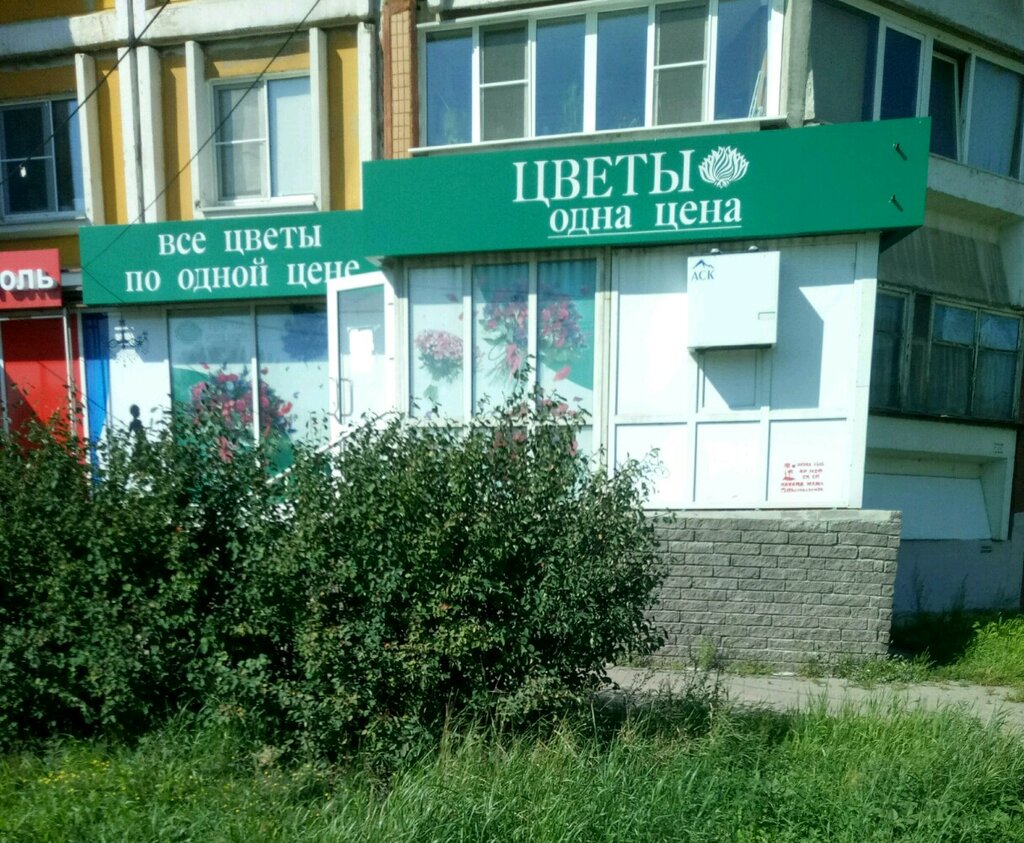 ЦВЕТЫ
одна цена
все цветы
по одной цене
оль
АСК